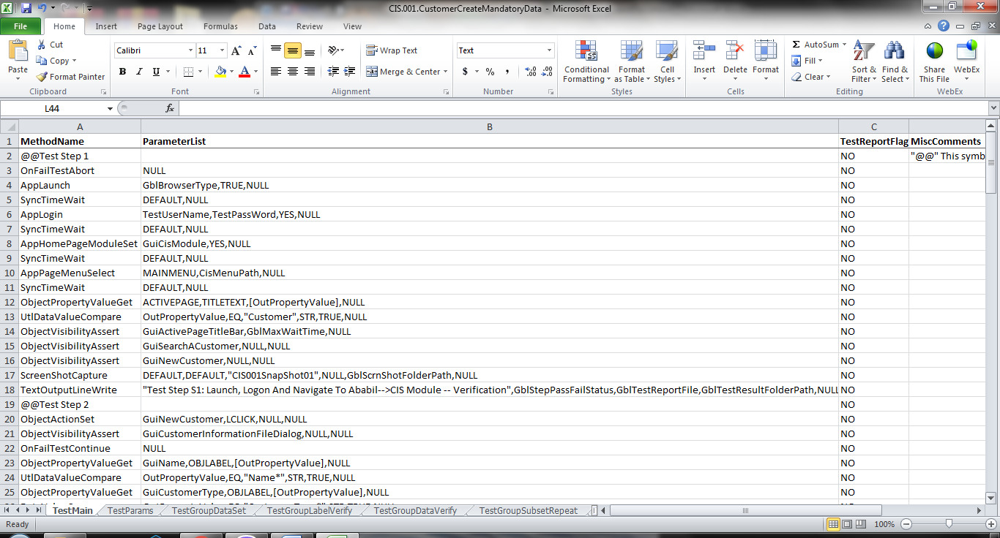 CIS.001.CustomerCreateMandatoryData - Microsoft Excel
File Home Insert Page Layout Formulas Data Review View
Paste
Cut
Copy
Format Painter
Clipboard
Calibri 11 A A
B I U A
Font
Wrap Text
Merge & Center
Alignment
Text
$ % ,
Number
Conditional Formatting
Format as Table
Cell Styles
Styles
Insert Delete Format
Cells
Σ AutoSum
Fill
Clear
Sort & Filter
Find & Select
Editing
Share This File
WebEx
WebEx
L44 fx
A B C
1 MethodName ParameterList TestReportFlag MiscComments
2 @@Test Step 1 NO "@@" This symb
3 OnFailTestAbort NULL NO
4 AppLaunch GblBrowserType,TRUE,NULL NO
5 SyncTimeWait DEFAULT,NULL NO
6 AppLogin TestUserName,TestPassWord,YES,NULL NO
7 SyncTimeWait DEFAULT,NULL NO
8 AppHomePageModuleSet GuiCisModule,YES,NULL NO
9 SyncTimeWait DEFAULT,NULL NO
10 AppPageMenuSelect MAINMENU,CisMenuPath,NULL NO
11 SyncTimeWait DEFAULT,NULL NO
12 ObjectPropertyValueGet ACTIVEPAGE,TITLETEXT,[OutPropertyValue],NULL NO
13 UtlDataValueCompare OutPropertyValue,EQ,"Customer",STR,TRUE,NULL NO
14 ObjectVisibilityAssert GuiActivePageTitleBar,GblMaxWaitTime,NULL NO
15 ObjectVisibilityAssert GuiSearchACustomer,NULL,NULL NO
16 ObjectVisibilityAssert GuiNewCustomer,NULL,NULL NO
17 ScreenShotCapture DEFAULT,DEFAULT,"CIS001SnapShot01",NULL,GblScrnShotFolderPath,NULL NO
18 TextOutputLineWrite "Test Step S1: Launch, Logon And Navigate To Ababil-->CIS Module -- Verification",GblStepPassFailStatus,GblTestReportFile,GblTestResultFolderPath,NULL NO
19 @@Test Step 2 NO
20 ObjectActionSet GuiNewCustomer,LCLICK,NULL,NULL NO
21 ObjectVisibilityAssert GuiCustomerInformationFileDialog,NULL,NULL NO
22 OnFailTestContinue NULL NO
23 ObjectPropertyValueGet GuiName,OBJLABEL,[OutPropertyValue],NULL NO
24 UtlDataValueCompare OutPropertyValue,EQ,"Name*",STR,TRUE,NULL NO
25 ObjectPropertyValueGet GuiCustomerType,OBJLABEL,[OutPropertyValue],NULL NO
TestMain TestParams TestGroupDataSet TestGroupLabelVerify TestGroupDataVerify TestGroupSubsetRepeat
Ready 100%